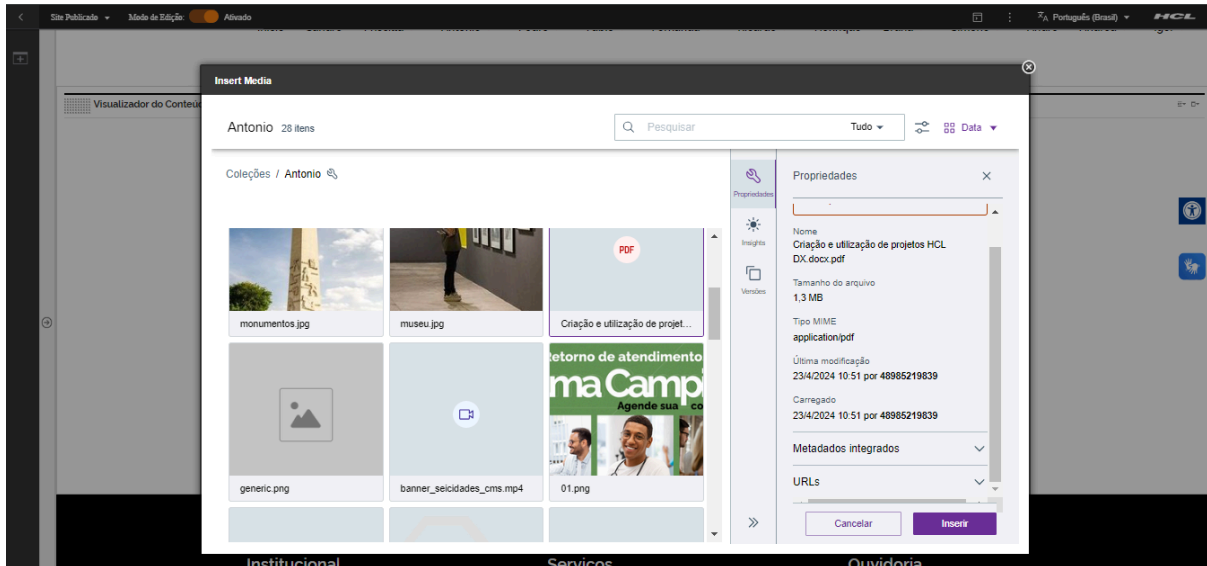 Site Publicado
Modo de Edição:
Ativado
Português (Brasil)
HCL
Insert Media
Visualizador do Conteúd
Antonio 28 itens
Pesquisar
Tudo
Data
Coleções / Antonio
Propriedades
Insights
Versões
monumentos.jpg
museu.jpg
PDF
Criação e utilização de projet...
generic.png
banner_seicidades_cms.mp4
etorno de atendimento
ma Campi
Agende sua co
01.png
Propriedades
Nome
Criação e utilização de projetos HCL
DX.docx.pdf
Tamanho do arquivo
1,3 MB
Tipo MIME
application/pdf
Última modificação
23/4/2024 10:51 por 48985219839
Carregado
23/4/2024 10:51 por 48985219839
Metadados integrados
URLs
Cancelar
Inserir
Institucional
Serviços
Ouvidoria